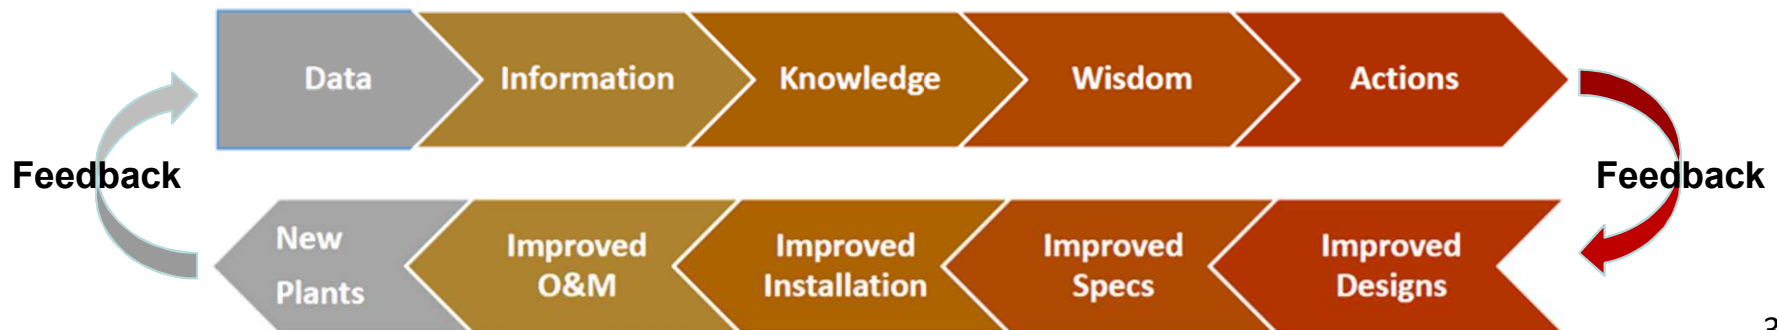 Data
Information
Knowledge
Wisdom
Actions
Feedback
Feedback
New
Plants
Improved
O&M
Improved
Installation
Improved
Specs
Improved
Designs